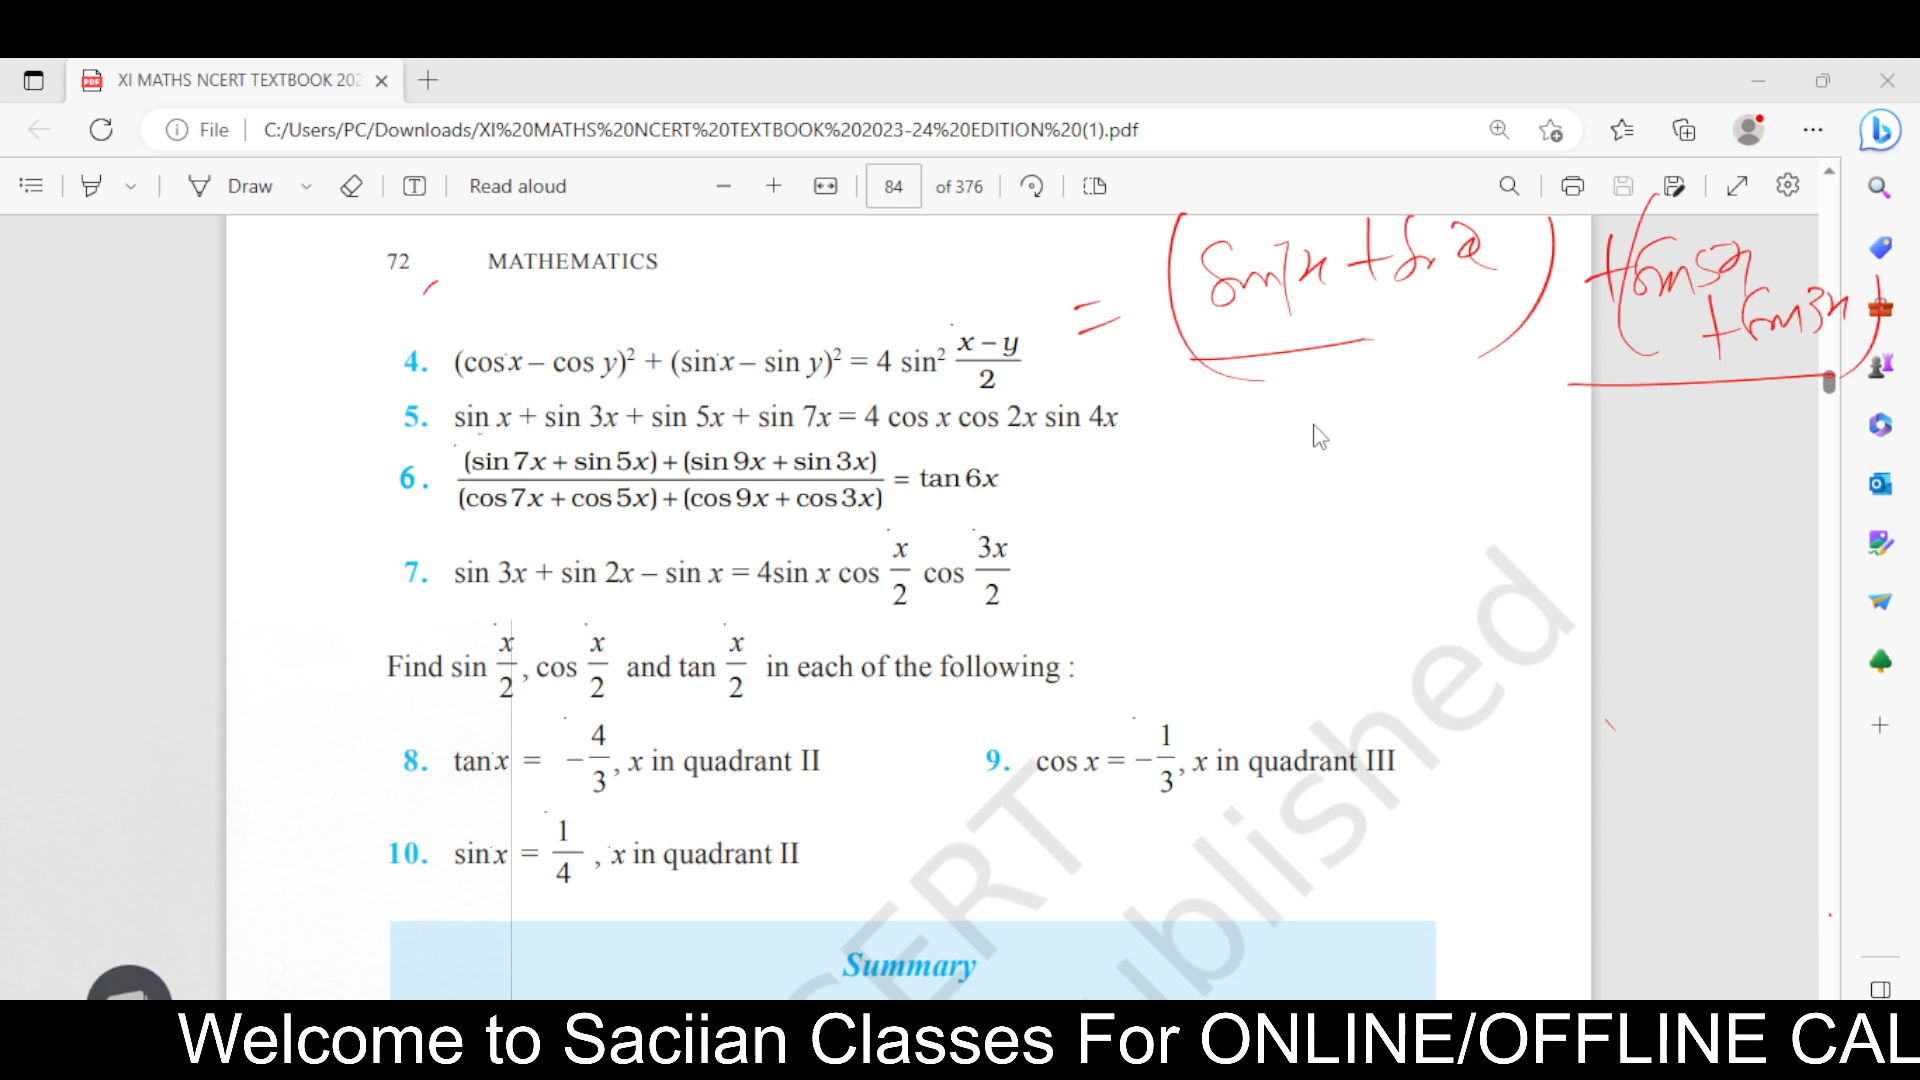 XI MATHS NCERT TEXTBOOK 202
File C:/Users/PC/Downloads/XI%20MATHS%20NCERT%20TEXTBOOK%202023-24%20EDITION%20(1).pdf
Draw Read aloud 84 of 376
72 MATHEMATICS
= (sin7x + sin x) + (sin5x + sin3x)
4. (cos x – cos y)² + (sin x – sin y)² = 4 sin² (x – y)/2
5. sin x + sin 3x + sin 5x + sin 7x = 4 cos x cos 2x sin 4x
6. ((sin 7x + sin 5x) + (sin 9x + sin 3x))/((cos 7x + cos 5x) + (cos 9x + cos 3x)) = tan 6x
7. sin 3x + sin 2x – sin x = 4sin x cos x/2 cos 3x/2
Find sin x/2, cos x/2 and tan x/2 in each of the following :
8. tan x = –4/3, x in quadrant II
9. cos x = –1/3, x in quadrant III
10. sin x = 1/4, x in quadrant II
Summary
Welcome to Saciian Classes For ONLINE/OFFLINE CAL